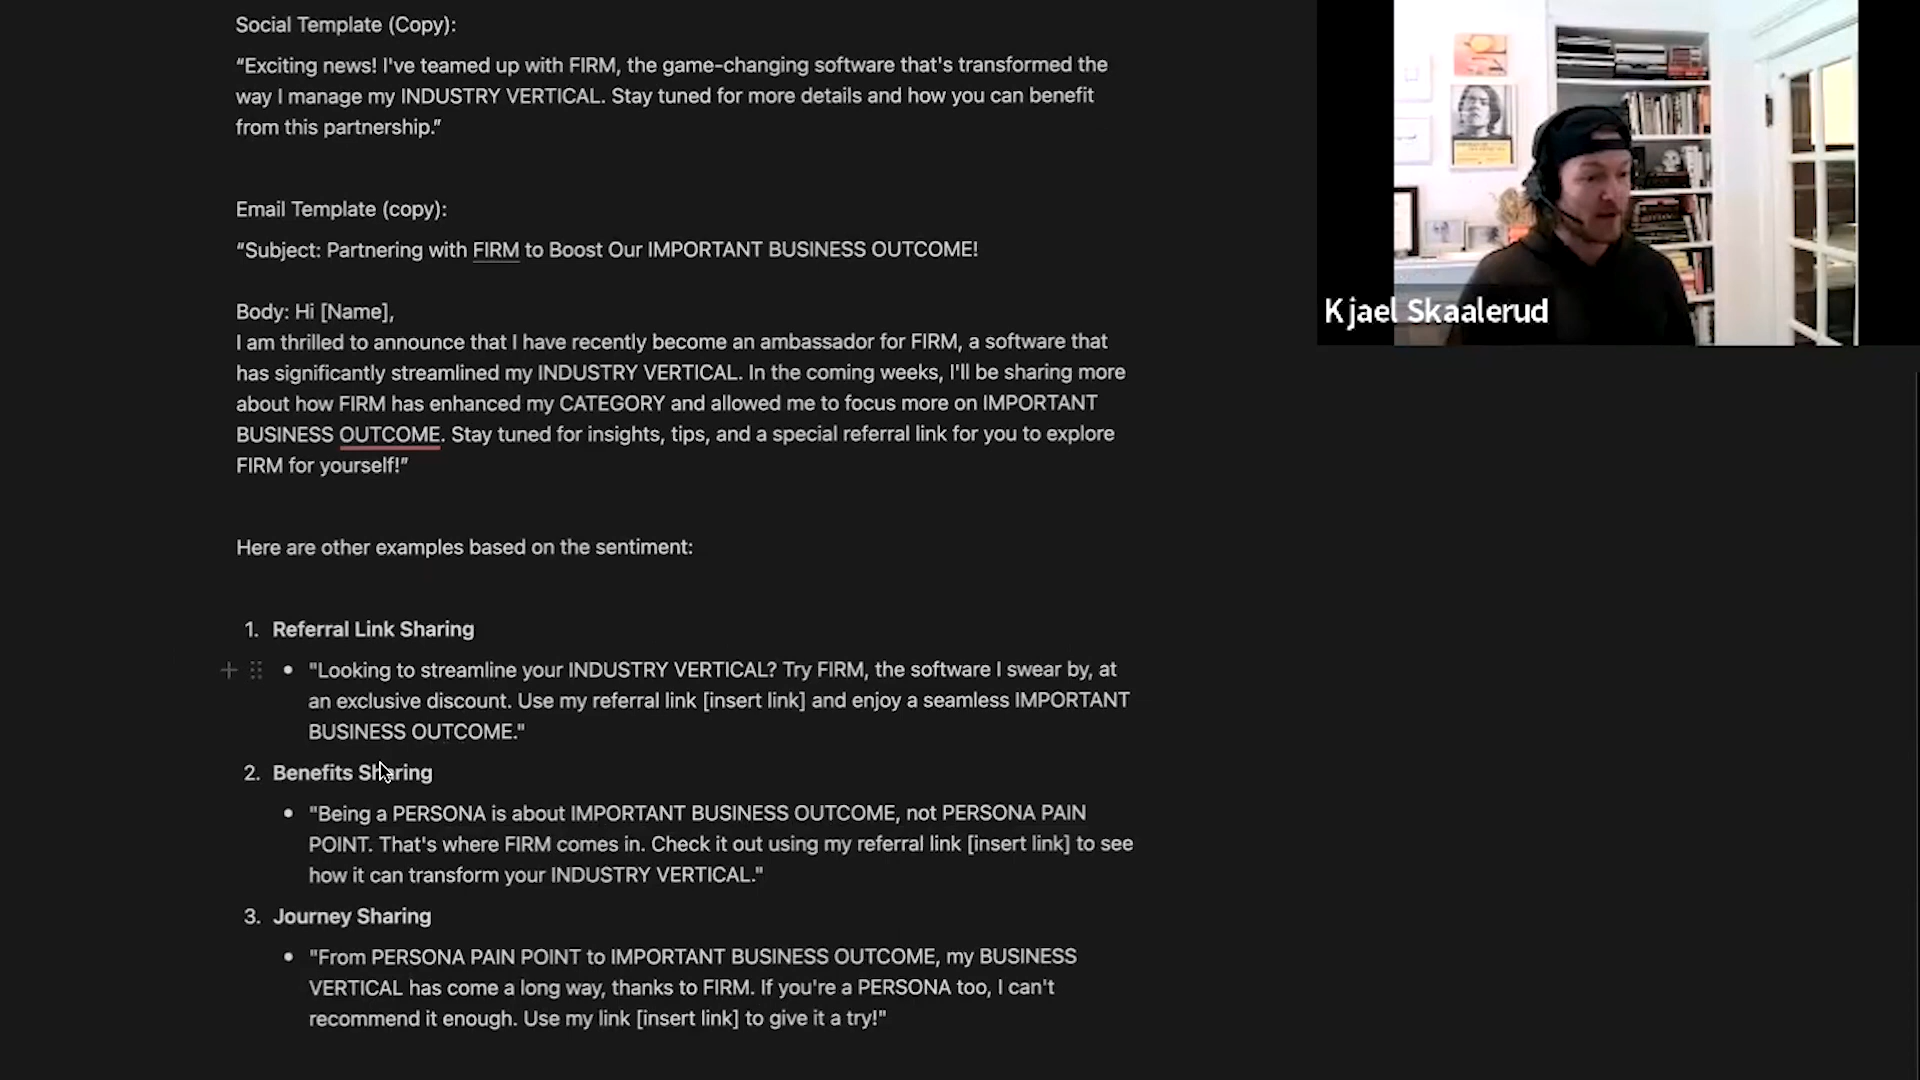 Social Template (Copy):
“Exciting news! I've teamed up with FIRM, the game-changing software that's transformed the
way I manage my INDUSTRY VERTICAL. Stay tuned for more details and how you can benefit
from this partnership.”
Email Template (copy):
“Subject: Partnering with FIRM to Boost Our IMPORTANT BUSINESS OUTCOME!
Body: Hi [Name],
I am thrilled to announce that I have recently become an ambassador for FIRM, a software that
has significantly streamlined my INDUSTRY VERTICAL. In the coming weeks, I'll be sharing more
about how FIRM has enhanced my CATEGORY and allowed me to focus more on IMPORTANT
BUSINESS OUTCOME. Stay tuned for insights, tips, and a special referral link for you to explore
FIRM for yourself!”
Here are other examples based on the sentiment:
1. Referral Link Sharing
• "Looking to streamline your INDUSTRY VERTICAL? Try FIRM, the software I swear by, at
an exclusive discount. Use my referral link [insert link] and enjoy a seamless IMPORTANT
BUSINESS OUTCOME."
2. Benefits Sharing
• "Being a PERSONA is about IMPORTANT BUSINESS OUTCOME, not PERSONA PAIN
POINT. That's where FIRM comes in. Check it out using my referral link [insert link] to see
how it can transform your INDUSTRY VERTICAL."
3. Journey Sharing
• "From PERSONA PAIN POINT to IMPORTANT BUSINESS OUTCOME, my BUSINESS
VERTICAL has come a long way, thanks to FIRM. If you're a PERSONA too, I can't
recommend it enough. Use my link [insert link] to give it a try!"
Kjael Skaalerud